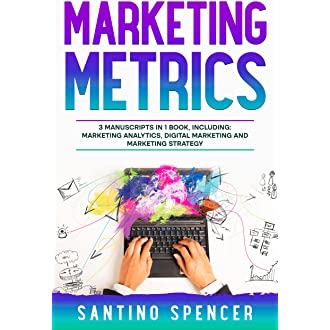 MARKETING
METRICS
3 MANUSCRIPTS IN 1 BOOK, INCLUDING:
MARKETING ANALYTICS, DIGITAL MARKETING AND
MARKETING STRATEGY
SANTINO SPENCER